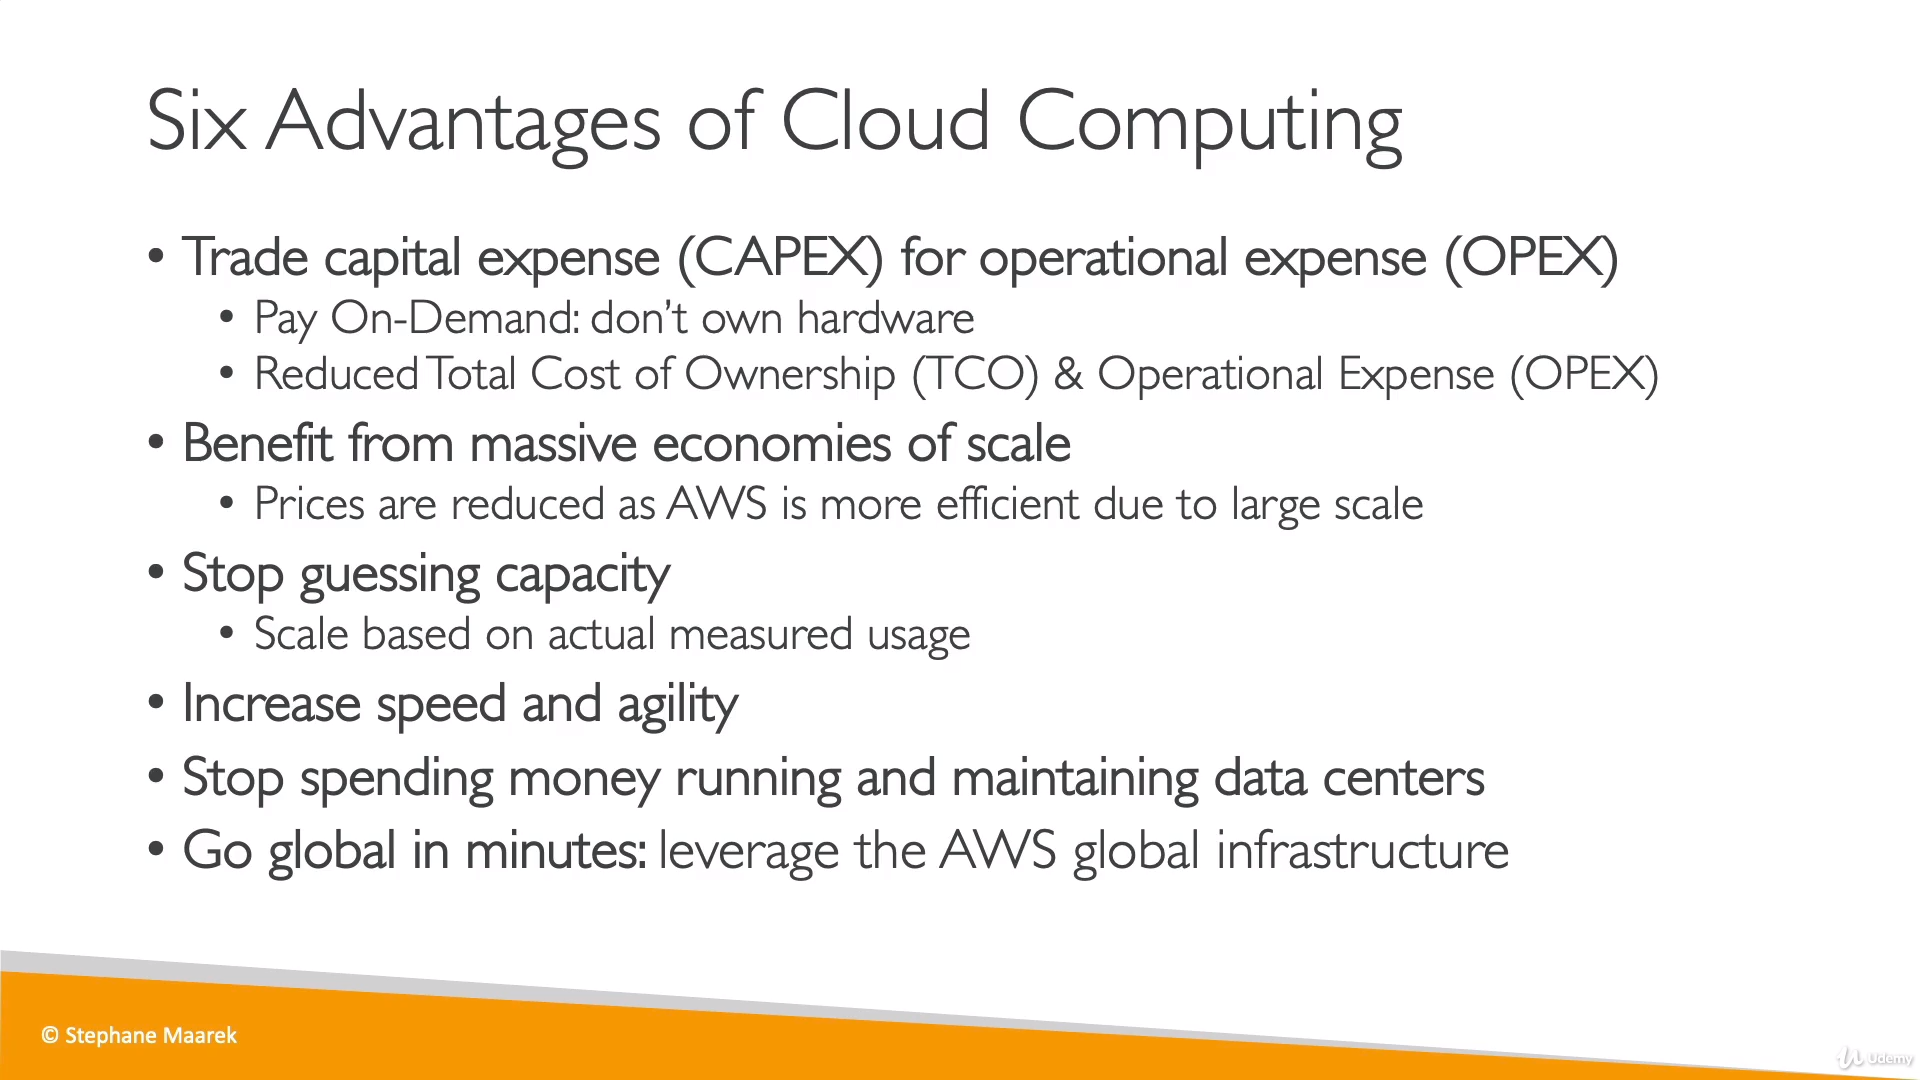 Six Advantages of Cloud Computing
• Trade capital expense (CAPEX) for operational expense (OPEX)
• Pay On-Demand: don’t own hardware
• Reduced Total Cost of Ownership (TCO) & Operational Expense (OPEX)
• Benefit from massive economies of scale
• Prices are reduced as AWS is more efficient due to large scale
• Stop guessing capacity
• Scale based on actual measured usage
• Increase speed and agility
• Stop spending money running and maintaining data centers
• Go global in minutes: leverage the AWS global infrastructure
© Stephane Maarek
Udemy